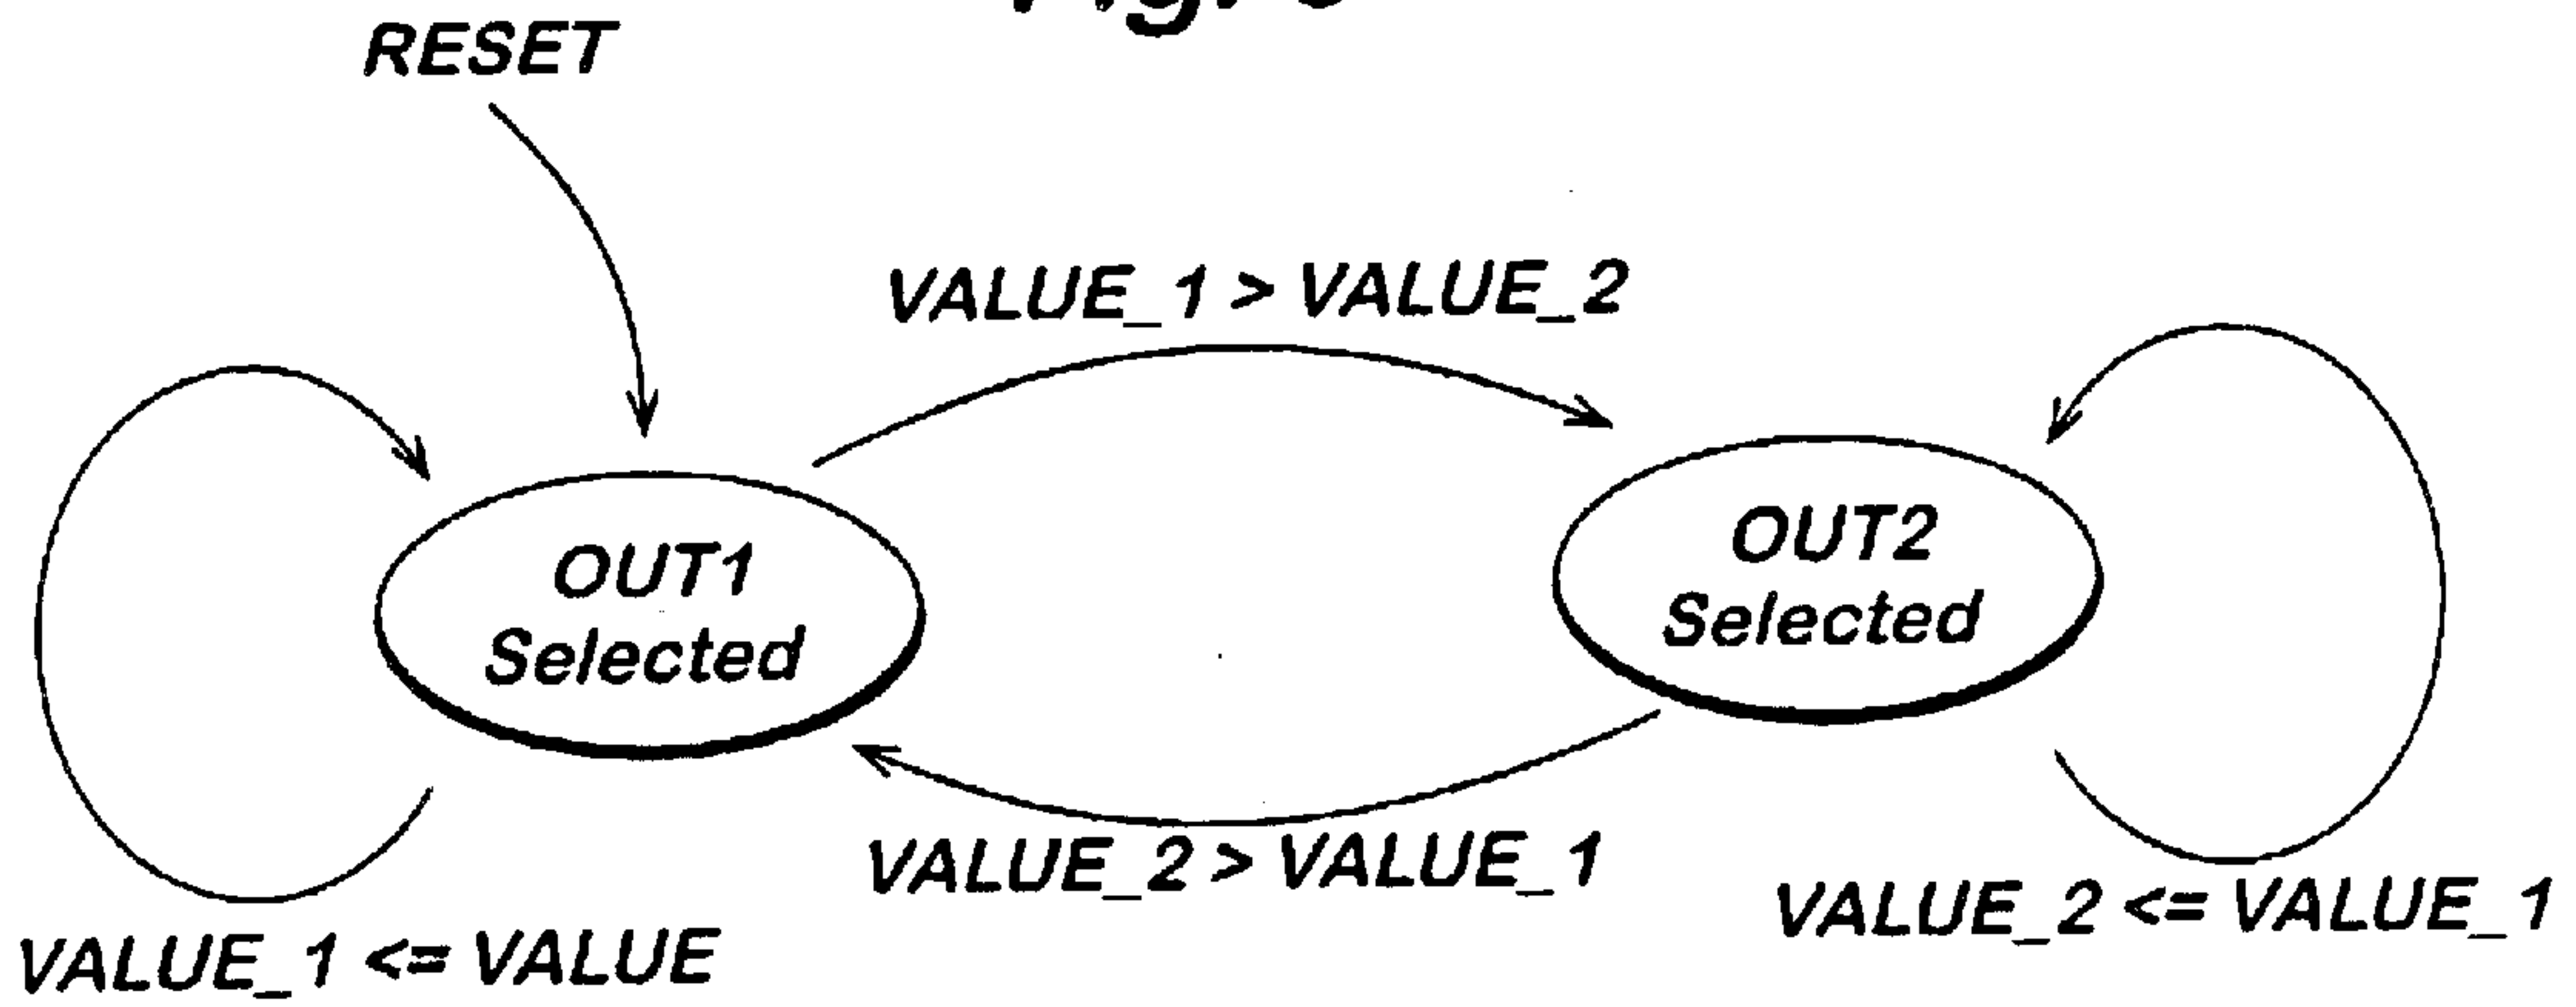 RESET
VALUE_1 > VALUE_2
OUT1
Selected
OUT2
Selected
VALUE_2 > VALUE_1
VALUE_2 <= VALUE_1
VALUE_1 <= VALUE